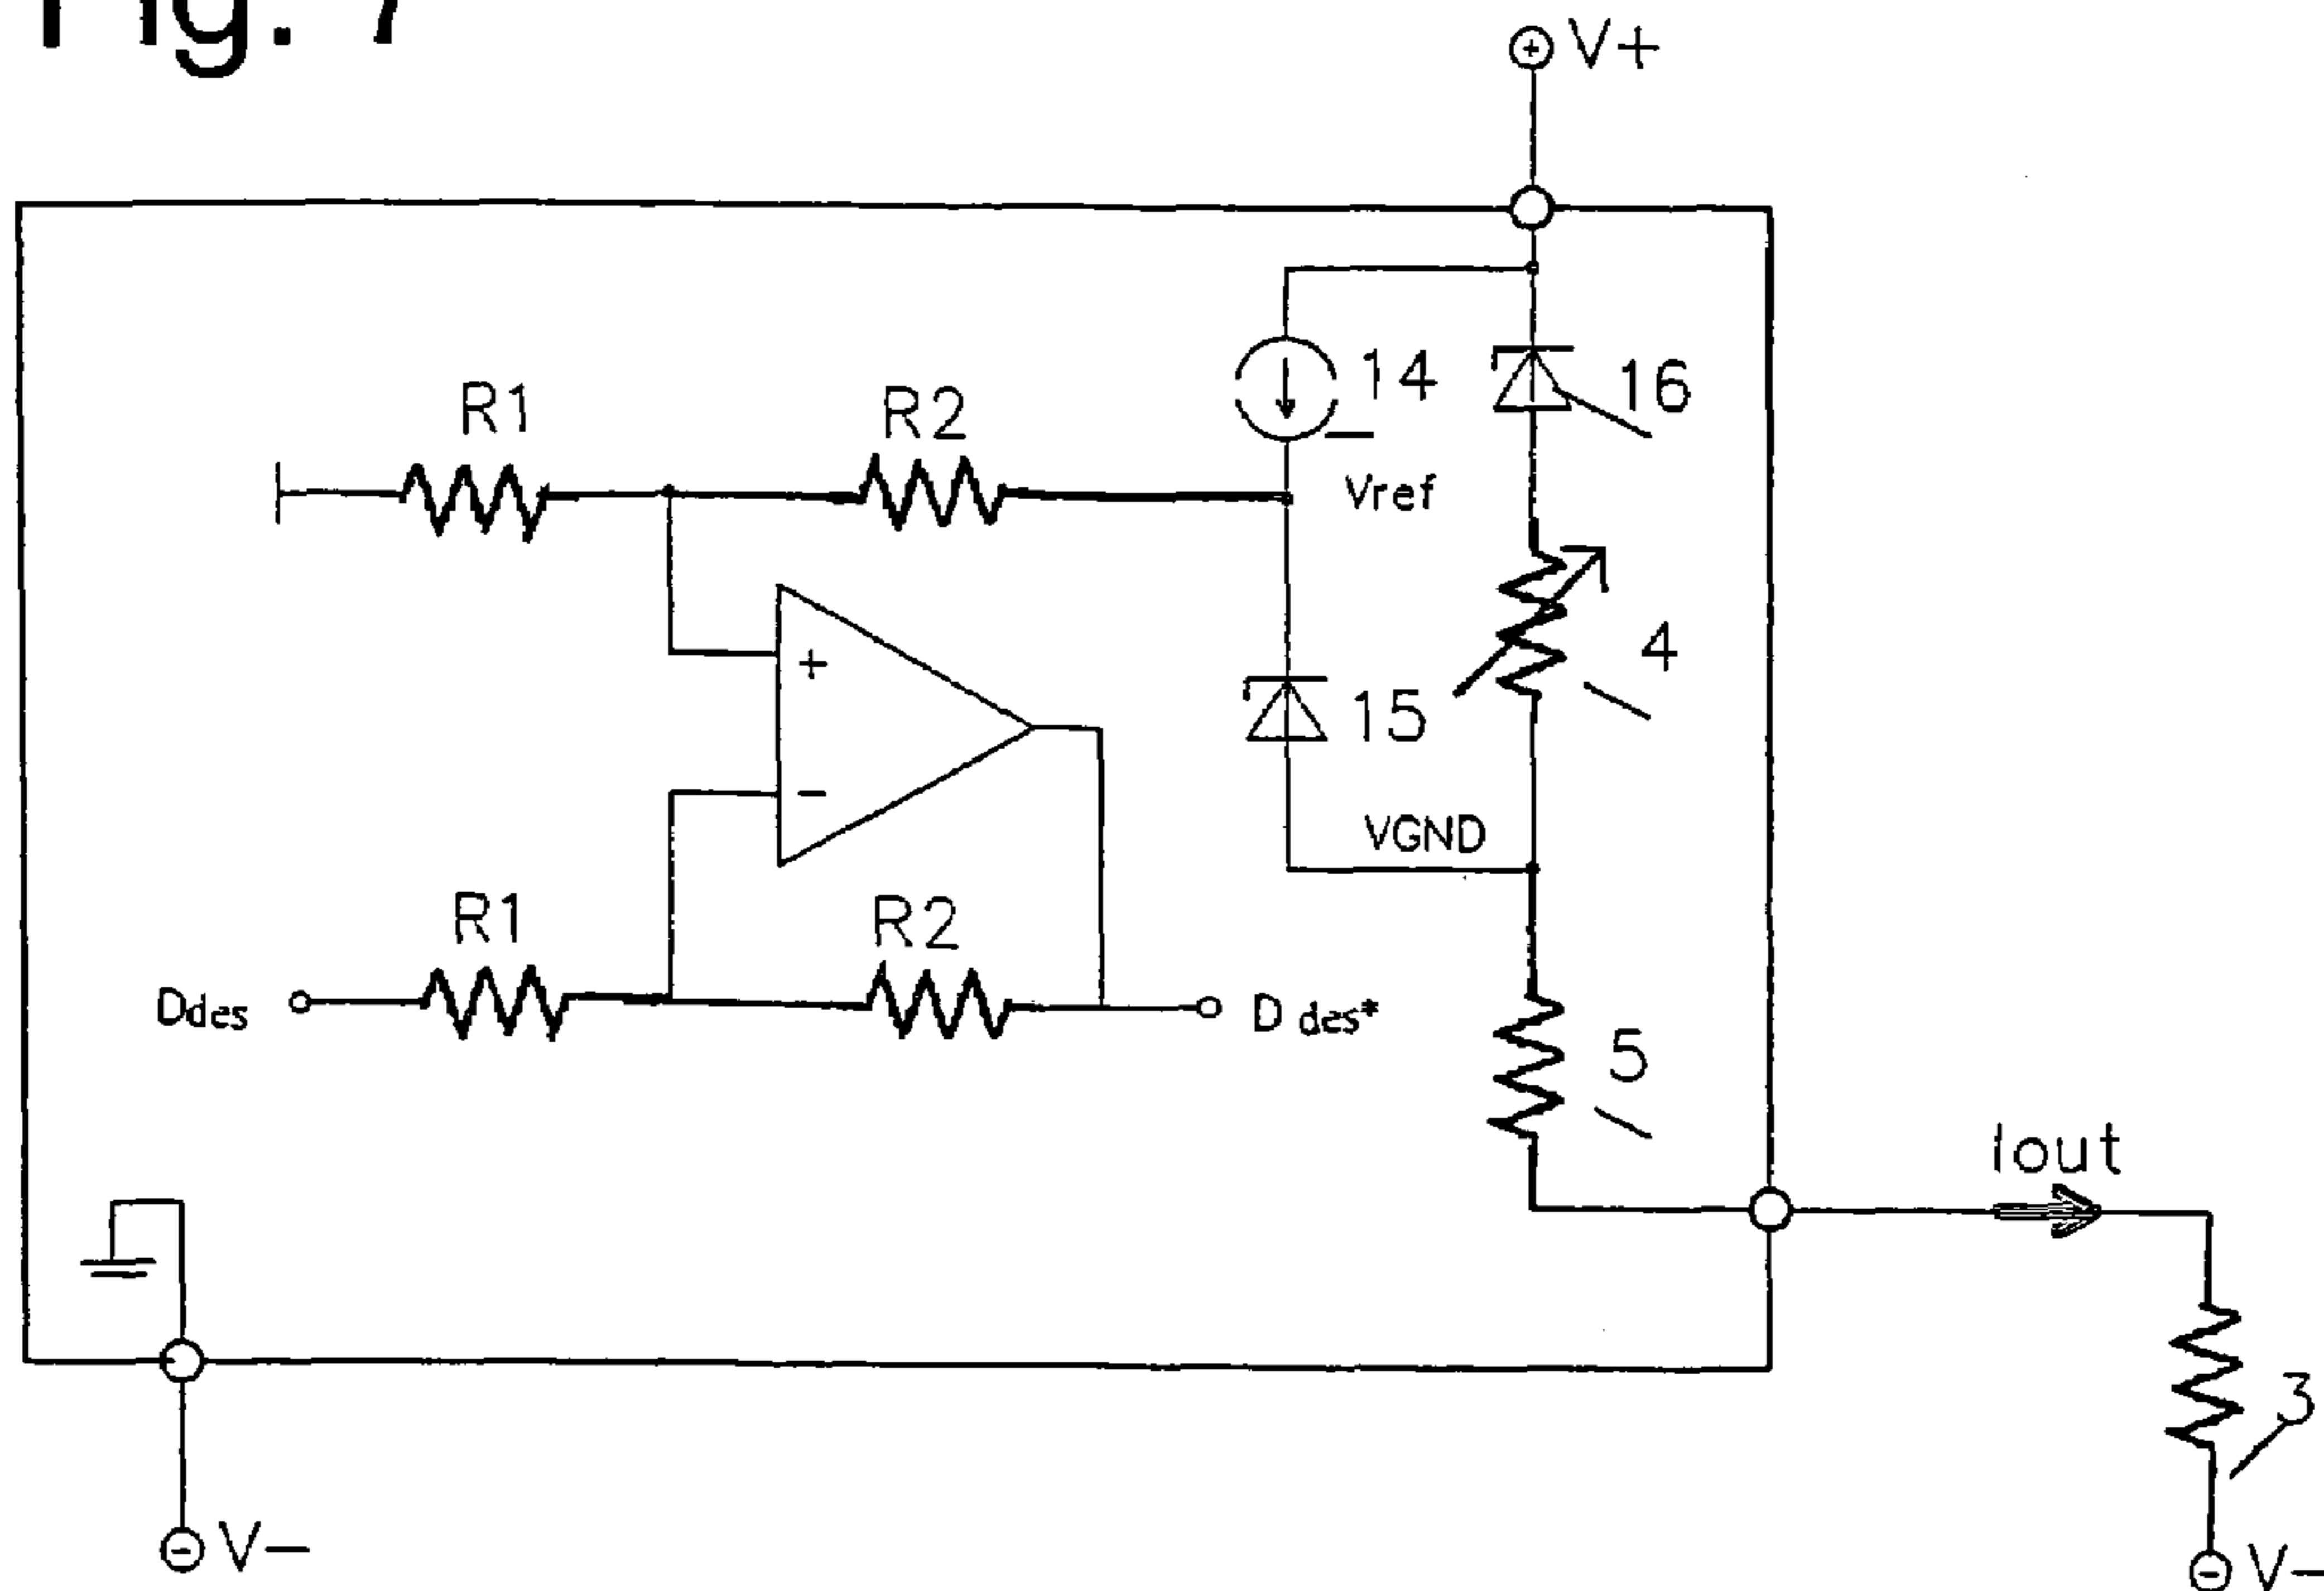 Fig. 7
V+
R1
R2
14
16
Vref
4
+
15
−
VGND
R1
R2
Ddes
D des*
5
Iout
3
V−
V−